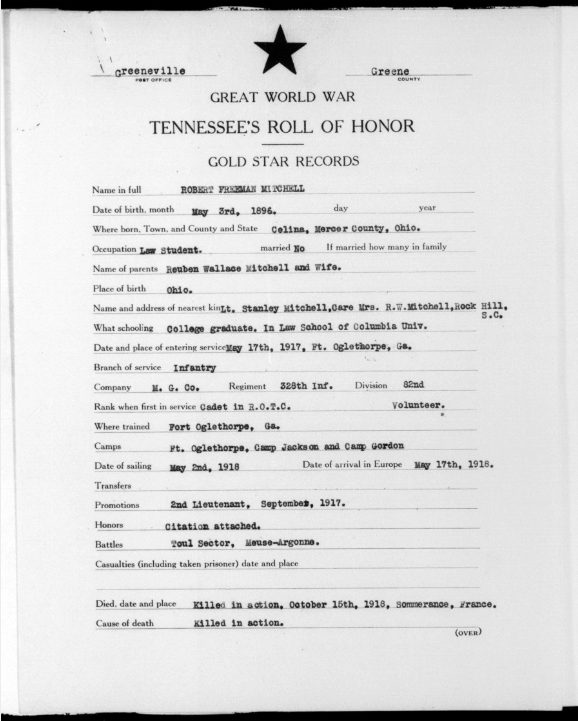 Greeneville Greene
POST OFFICE COUNTY
GREAT WORLD WAR
TENNESSEE'S ROLL OF HONOR
GOLD STAR RECORDS
Name in full ROBERT FREEMAN MITCHELL
Date of birth, month May 3rd, 1896. day year
Where born, Town, and County and State Celina, Mercer County, Ohio.
Occupation Law Student. married No If married how many in family
Name of parents Reuben Wallace Mitchell and Wife.
Place of birth Ohio.
Name and address of nearest kin Lt. Stanley Mitchell, Care Mrs. R.W. Mitchell, Rock Hill,
S.C.
What schooling College graduate. In Law School of Columbia Univ.
Date and place of entering service May 17th, 1917, Ft. Oglethorpe, Ga.
Branch of service Infantry
Company M. G. Co. Regiment 328th Inf. Division 82nd
Rank when first in service Cadet in R.O.T.C. Volunteer.
Where trained Fort Oglethorpe, Ga.
Camps Ft. Oglethorpe, Camp Jackson and Camp Gordon
Date of sailing May 2nd, 1918 Date of arrival in Europe May 17th, 1918.
Transfers
Promotions 2nd Lieutenant, September, 1917.
Honors Citation attached.
Battles Toul Sector, Meuse-Argonne.
Casualties (including taken prisoner) date and place
Died, date and place Killed in action, October 15th, 1918, Sommerance, France.
Cause of death Killed in action.
(OVER)